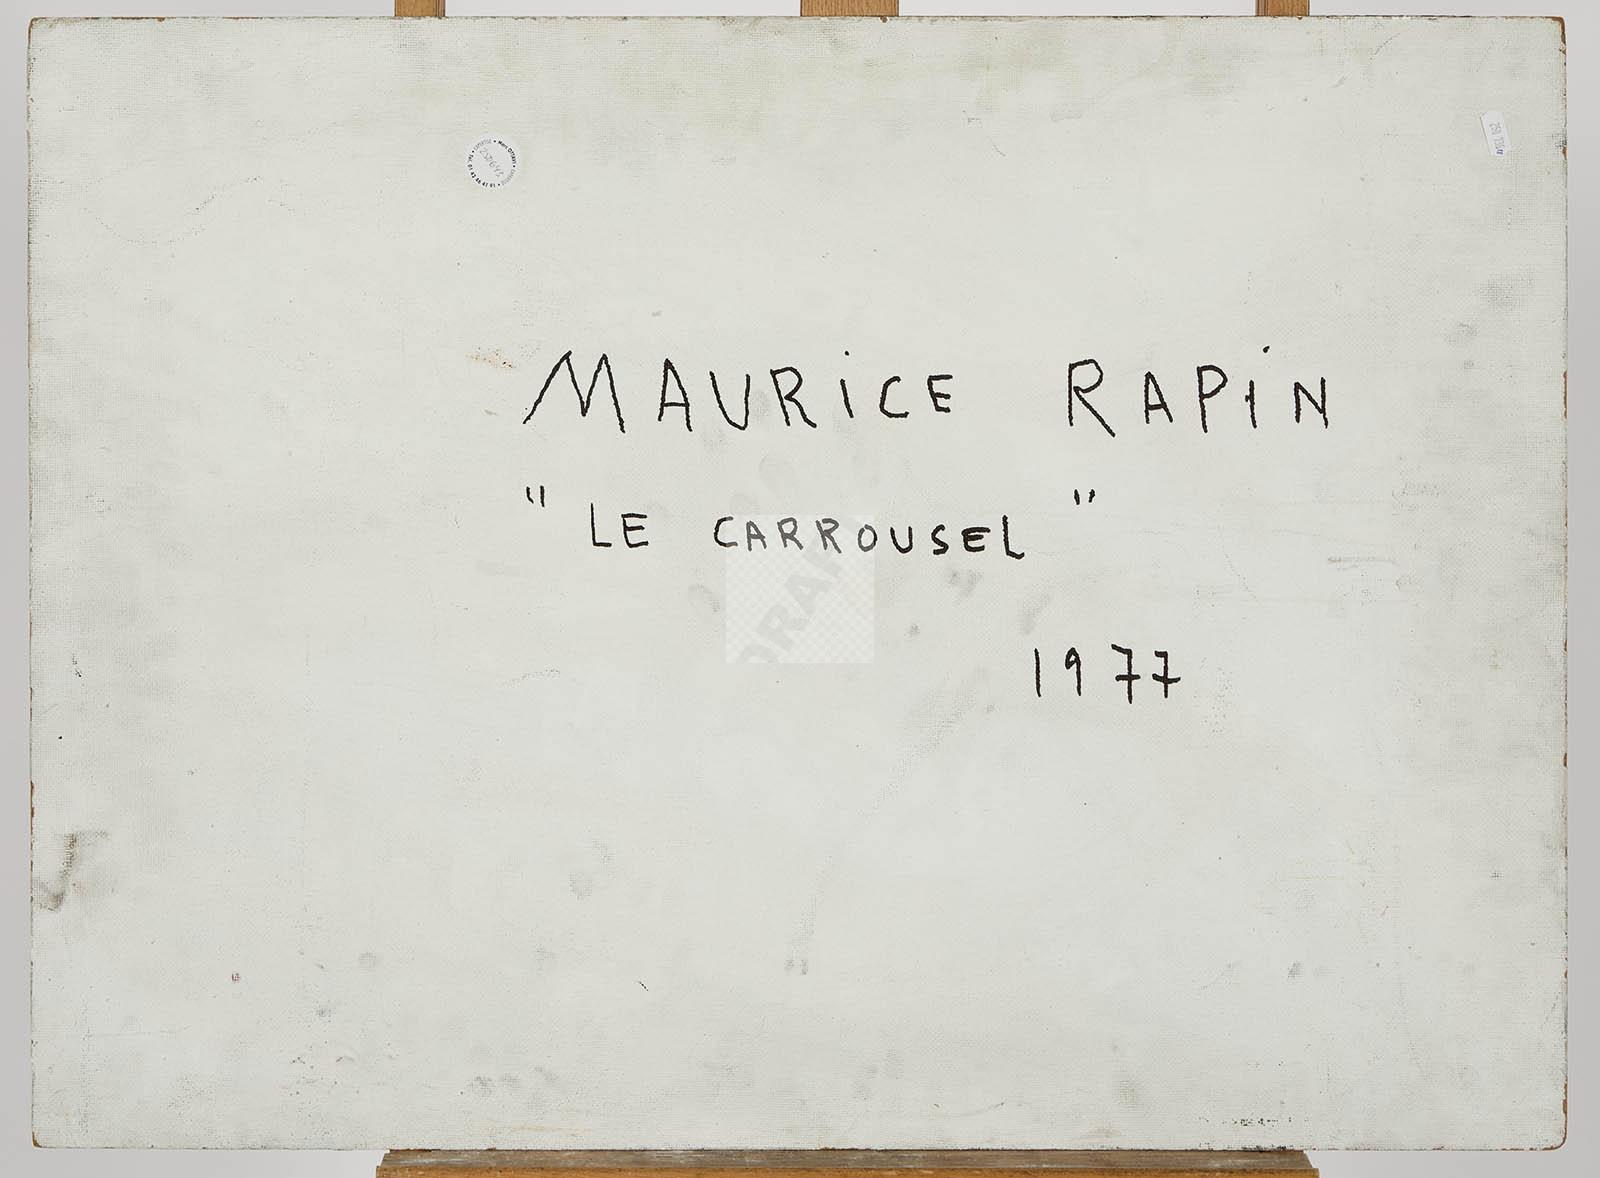 MAURiCE RAPiN
" LE CARROUSEL "
1977